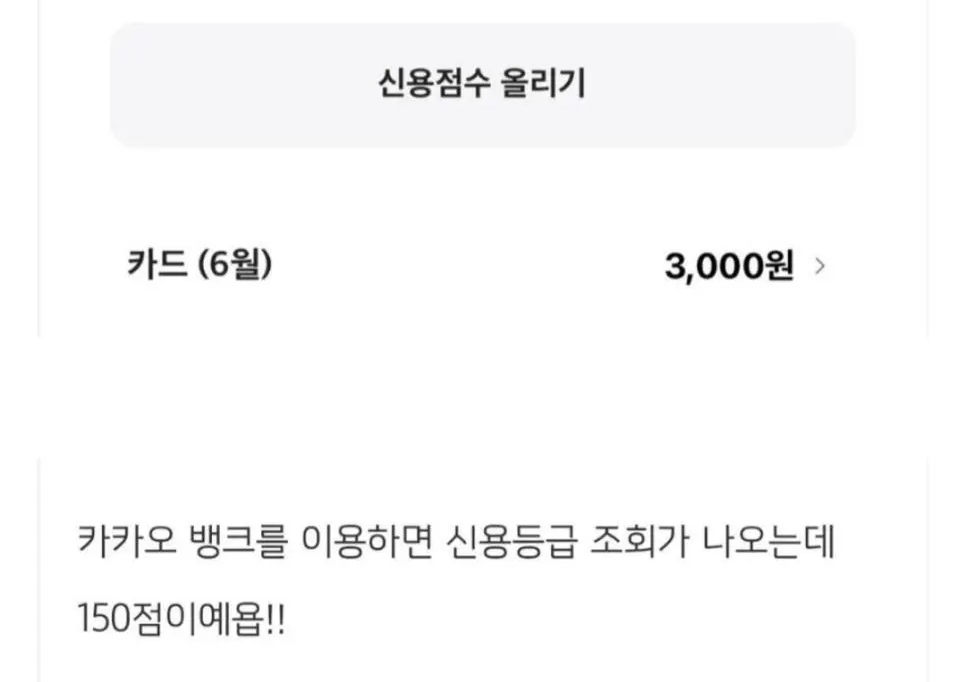 신용점수 올리기
카드 (6월) 3,000원 >
카카오 뱅크를 이용하면 신용등급 조회가 나오는데
150점이예욥!!